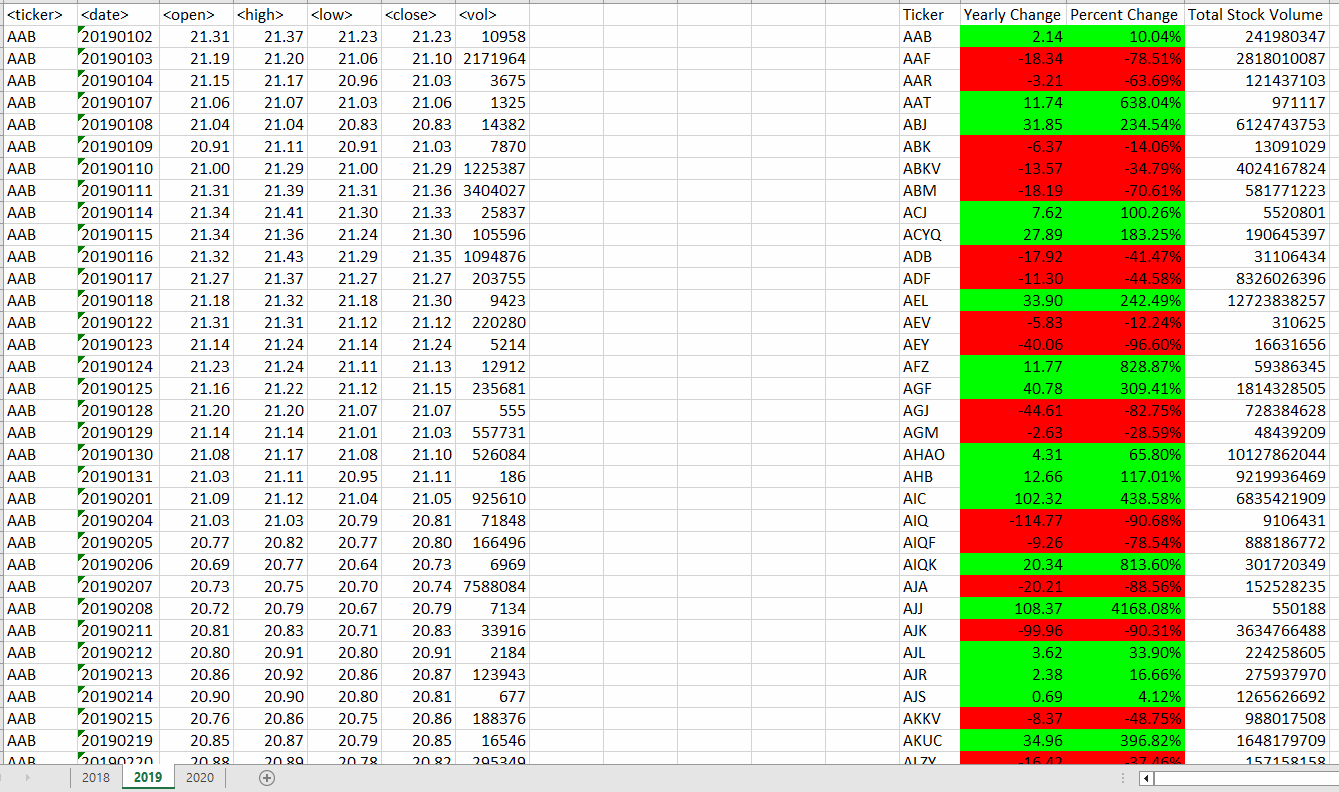 <ticker> <date> <open> <high> <low> <close> <vol> Ticker Yearly Change Percent Change Total Stock Volume
AAB 20190102 21.31 21.37 21.23 21.23 10958 AAB 2.14 10.04% 241980347
AAB 20190103 21.19 21.20 21.06 21.10 2171964 AAF -18.34 -78.51% 2818010087
AAB 20190104 21.15 21.17 20.96 21.03 3675 AAR -3.21 -63.69% 121437103
AAB 20190107 21.06 21.07 21.03 21.06 1325 AAT 11.74 638.04% 971117
AAB 20190108 21.04 21.04 20.83 20.83 14382 ABJ 31.85 234.54% 6124743753
AAB 20190109 20.91 21.11 20.91 21.03 7870 ABK -6.37 -14.06% 13091029
AAB 20190110 21.00 21.29 21.00 21.29 1225387 ABKV -13.57 -34.79% 4024167824
AAB 20190111 21.31 21.39 21.31 21.36 3404027 ABM -18.19 -70.61% 581771223
AAB 20190114 21.34 21.41 21.30 21.33 25837 ACJ 7.62 100.26% 5520801
AAB 20190115 21.34 21.36 21.24 21.30 105596 ACYQ 27.89 183.25% 190645397
AAB 20190116 21.32 21.43 21.29 21.35 1094876 ADB -17.92 -41.47% 31106434
AAB 20190117 21.27 21.37 21.27 21.27 203755 ADF -11.30 -44.58% 8326026396
AAB 20190118 21.18 21.32 21.18 21.30 9423 AEL 33.90 242.49% 12723838257
AAB 20190122 21.31 21.31 21.12 21.12 220280 AEV -5.83 -12.24% 310625
AAB 20190123 21.14 21.24 21.14 21.24 5214 AEY -40.06 -96.60% 16631656
AAB 20190124 21.23 21.24 21.11 21.13 12912 AFZ 11.77 828.87% 59386345
AAB 20190125 21.16 21.22 21.12 21.15 235681 AGF 40.78 309.41% 1814328505
AAB 20190128 21.20 21.20 21.07 21.07 555 AGJ -44.61 -82.75% 728384628
AAB 20190129 21.14 21.14 21.01 21.03 557731 AGM -2.63 -28.59% 48439209
AAB 20190130 21.08 21.17 21.08 21.10 526084 AHAO 4.31 65.80% 10127862044
AAB 20190131 21.03 21.11 20.95 21.11 186 AHB 12.66 117.01% 9219936469
AAB 20190201 21.09 21.12 21.04 21.05 925610 AIC 102.32 438.58% 6835421909
AAB 20190204 21.03 21.03 20.79 20.81 71848 AIQ -114.77 -90.68% 9106431
AAB 20190205 20.77 20.82 20.77 20.80 166496 AIQF -9.26 -78.54% 888186772
AAB 20190206 20.69 20.77 20.64 20.73 6969 AIQK 20.34 813.60% 301720349
AAB 20190207 20.73 20.75 20.70 20.74 7588084 AJA -20.21 -88.56% 152528235
AAB 20190208 20.72 20.79 20.67 20.79 7134 AJJ 108.37 4168.08% 550188
AAB 20190211 20.81 20.83 20.71 20.83 33916 AJK -99.96 -90.31% 3634766488
AAB 20190212 20.80 20.91 20.80 20.91 2184 AJL 3.62 33.90% 224258605
AAB 20190213 20.86 20.92 20.86 20.87 123943 AJR 2.38 16.66% 275937970
AAB 20190214 20.90 20.90 20.80 20.81 677 AJS 0.69 4.12% 1265626692
AAB 20190215 20.76 20.86 20.75 20.86 188376 AKKV -8.37 -48.75% 988017508
AAB 20190219 20.85 20.87 20.79 20.85 16546 AKUC 34.96 396.82% 1648179709
AAB 20190220 20.88 20.89 20.78 20.82 295349 ALZY -16.42 -37.46% 157158158
2018 2019 2020